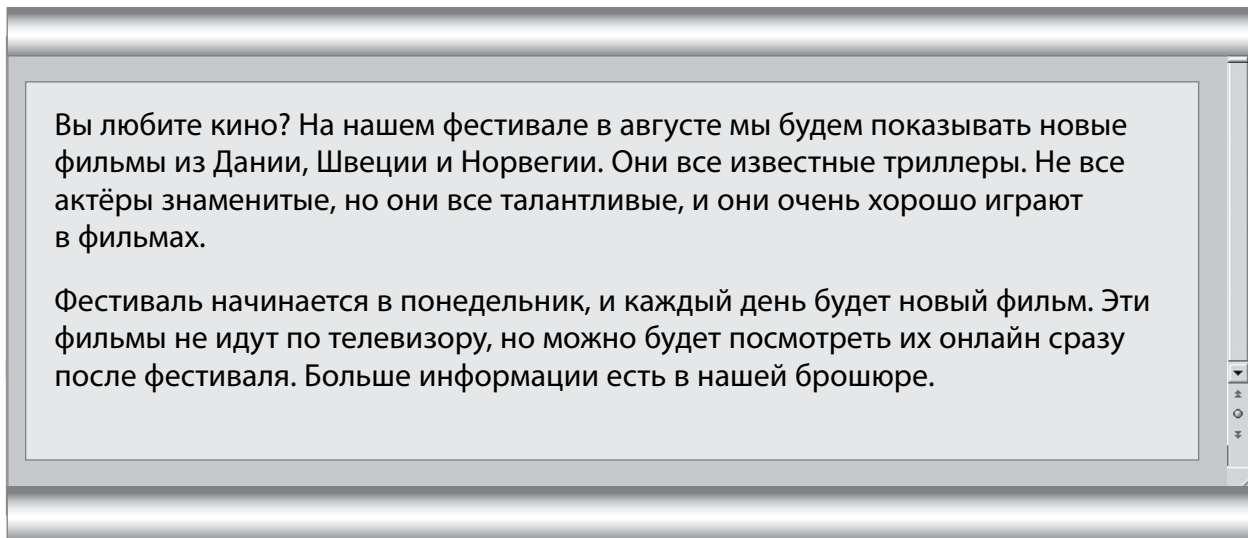 Вы любите кино? На нашем фестивале в августе мы будем показывать новые
фильмы из Дании, Швеции и Норвегии. Они все известные триллеры. Не все
актёры знаменитые, но они все талантливые, и они очень хорошо играют
в фильмах.
Фестиваль начинается в понедельник, и каждый день будет новый фильм. Эти
фильмы не идут по телевизору, но можно будет посмотреть их онлайн сразу
после фестиваля. Больше информации есть в нашей брошюре.